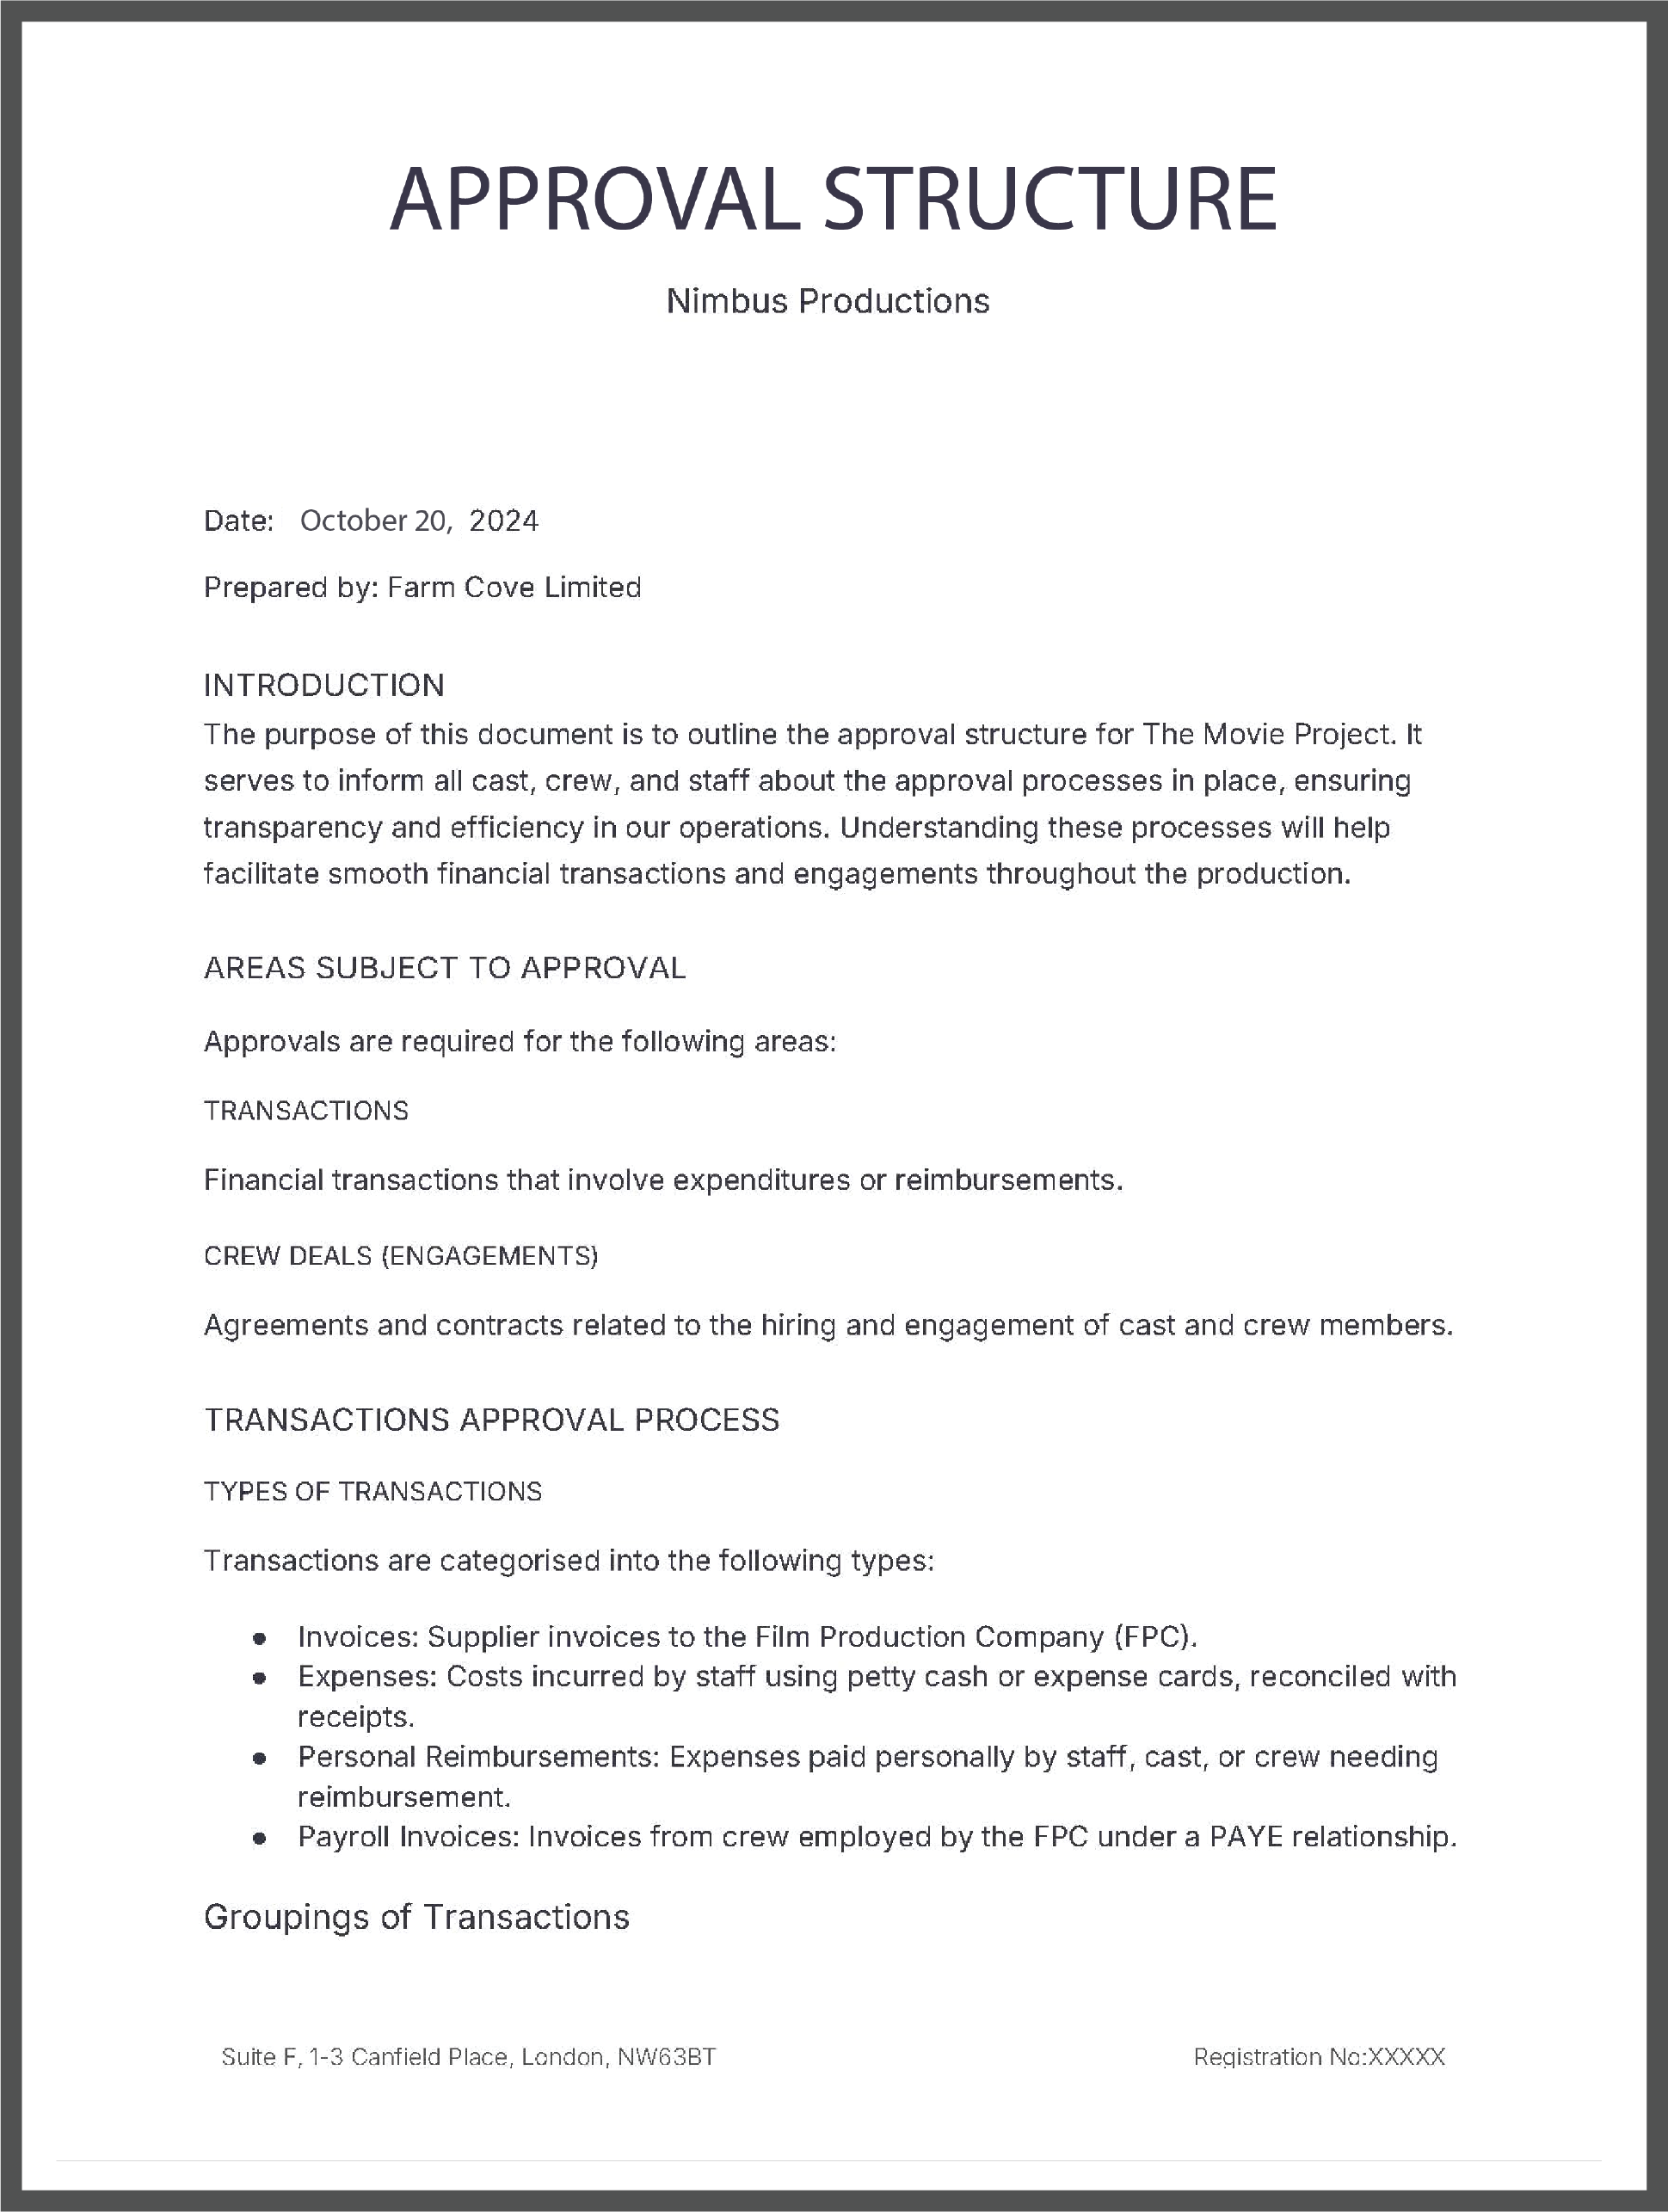 APPROVAL STRUCTURE
Nimbus Productions
Date: October 20, 2024
Prepared by: Farm Cove Limited
INTRODUCTION
The purpose of this document is to outline the approval structure for The Movie Project. It
serves to inform all cast, crew, and staff about the approval processes in place, ensuring
transparency and efficiency in our operations. Understanding these processes will help
facilitate smooth financial transactions and engagements throughout the production.
AREAS SUBJECT TO APPROVAL
Approvals are required for the following areas:
TRANSACTIONS
Financial transactions that involve expenditures or reimbursements.
CREW DEALS (ENGAGEMENTS)
Agreements and contracts related to the hiring and engagement of cast and crew members.
TRANSACTIONS APPROVAL PROCESS
TYPES OF TRANSACTIONS
Transactions are categorised into the following types:
● Invoices: Supplier invoices to the Film Production Company (FPC).
● Expenses: Costs incurred by staff using petty cash or expense cards, reconciled with
receipts.
● Personal Reimbursements: Expenses paid personally by staff, cast, or crew needing
reimbursement.
● Payroll Invoices: Invoices from crew employed by the FPC under a PAYE relationship.
Groupings of Transactions
Suite F, 1-3 Canfield Place, London, NW63BT Registration No:XXXXX